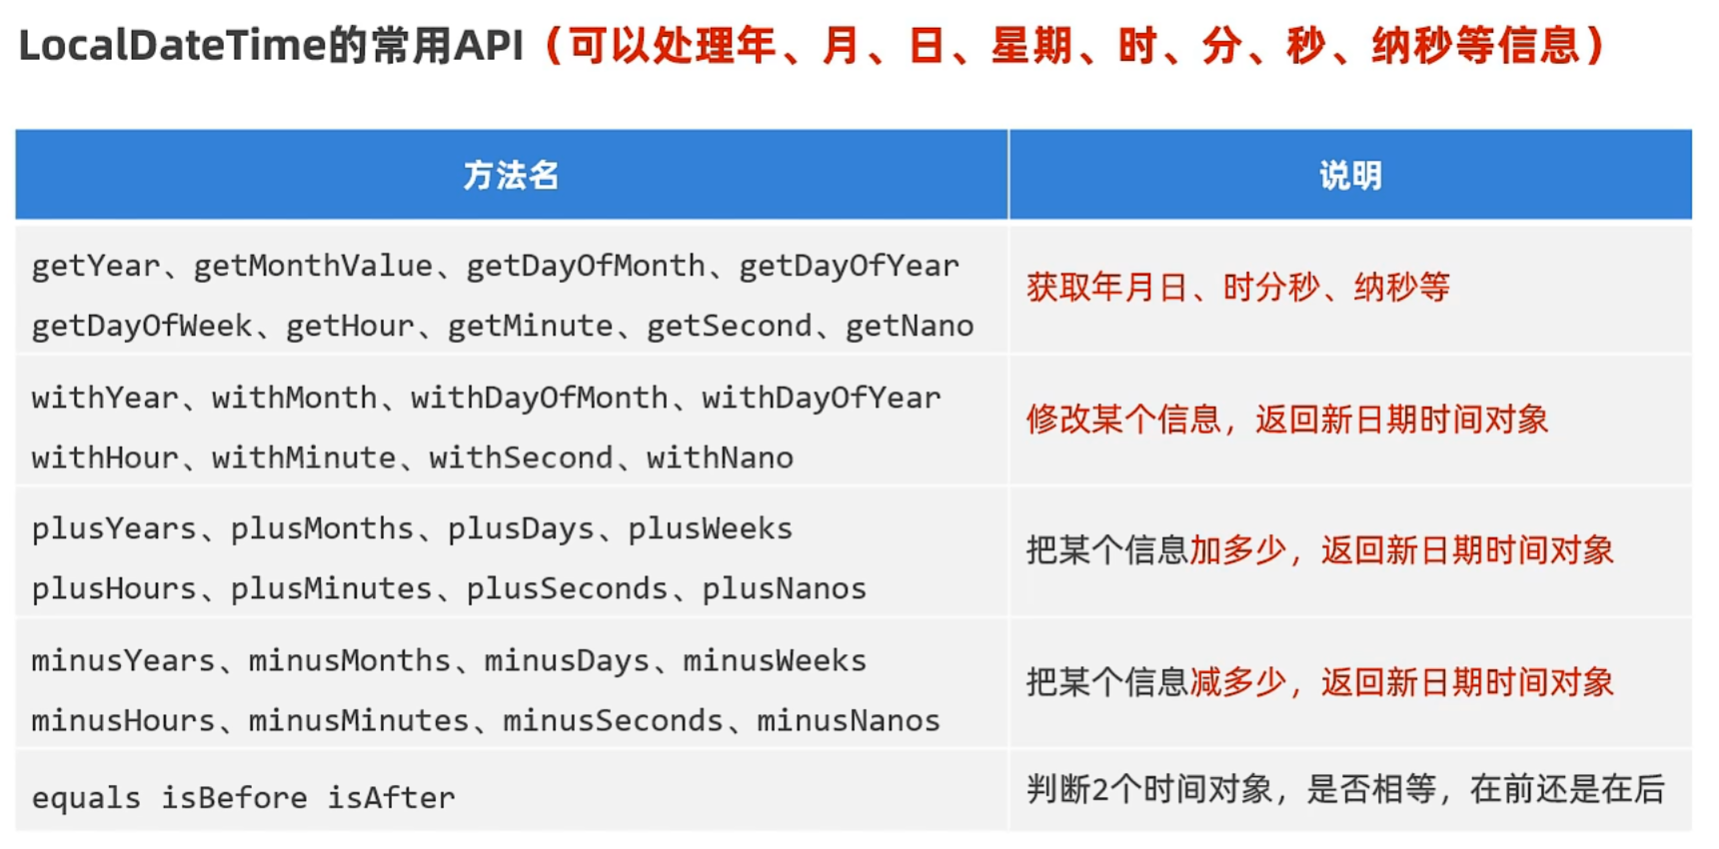 LocalDateTime的常用API（可以处理年、月、日、星期、时、分、秒、纳秒等信息）
方法名
说明
getYear、getMonthValue、getDayOfMonth、getDayOfYear
getDayOfWeek、getHour、getMinute、getSecond、getNano
获取年月日、时分秒、纳秒等
withYear、withMonth、withDayOfMonth、withDayOfYear
withHour、withMinute、withSecond、withNano
修改某个信息，返回新日期时间对象
plusYears、plusMonths、plusDays、plusWeeks
plusHours、plusMinutes、plusSeconds、plusNanos
把某个信息加多少，返回新日期时间对象
minusYears、minusMonths、minusDays、minusWeeks
minusHours、minusMinutes、minusSeconds、minusNanos
把某个信息减多少，返回新日期时间对象
equals isBefore isAfter
判断2个时间对象，是否相等，在前还是在后